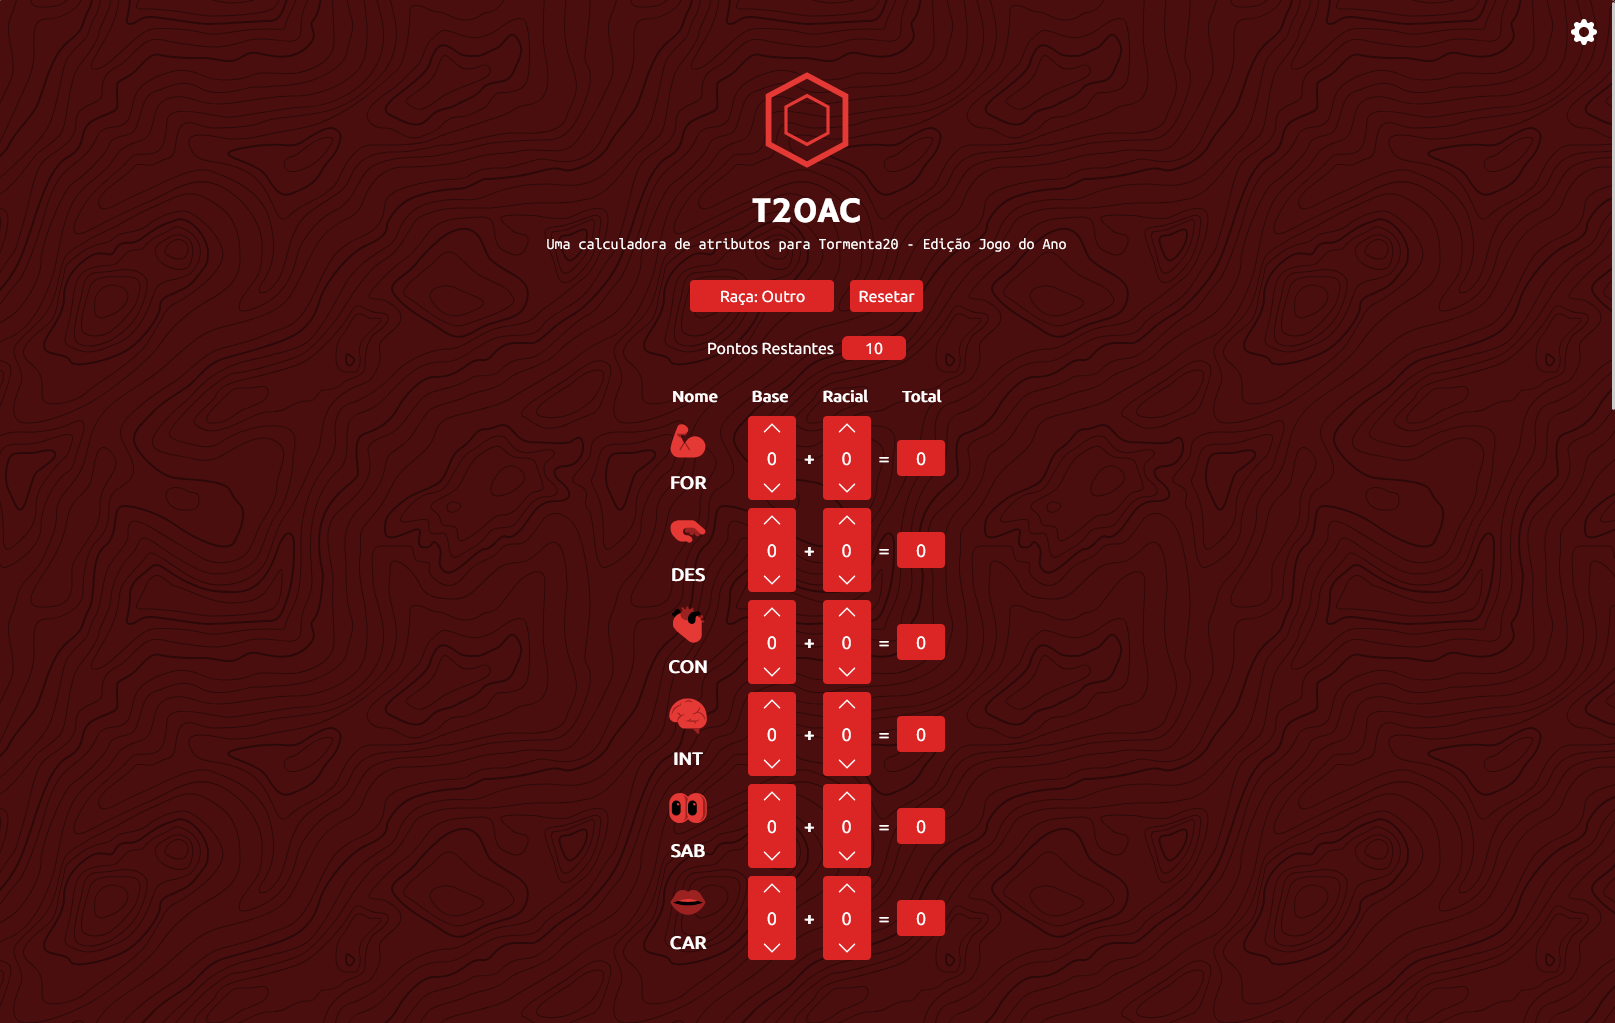 T20AC
Uma calculadora de atributos para Tormenta20 - Edição Jogo do Ano
Raça: Outro Resetar
Pontos Restantes 10
Nome Base Racial Total
0 + 0 = 0
FOR
0 + 0 = 0
DES
0 + 0 = 0
CON
0 + 0 = 0
INT
0 + 0 = 0
SAB
0 + 0 = 0
CAR